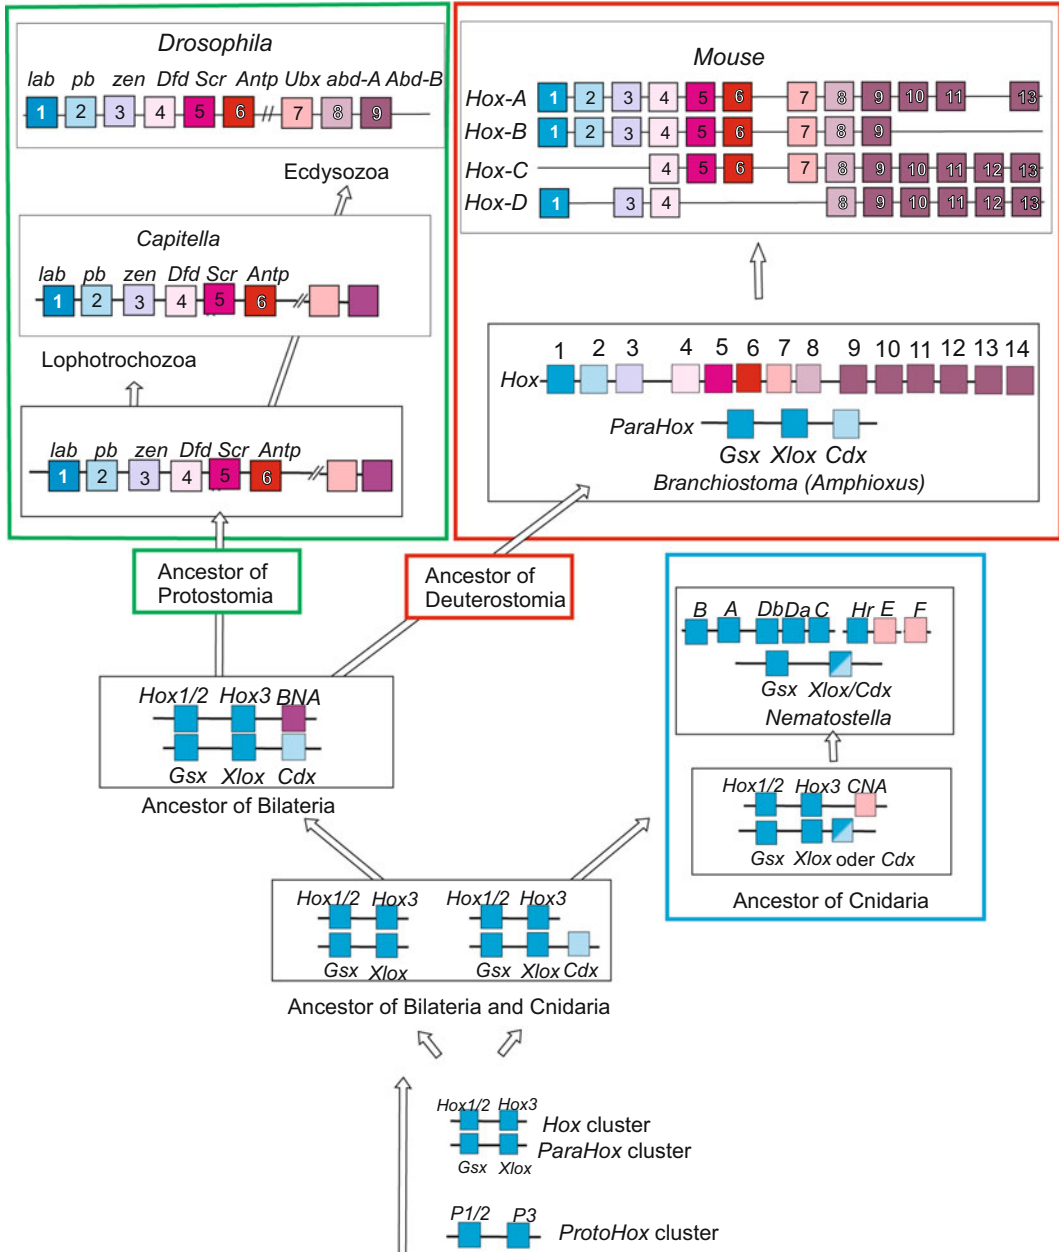 Drosophila
lab pb zen Dfd Scr Antp Ubx abd-A Abd-B
1 2 3 4 5 6 // 7 8 9
Ecdysozoa
Capitella
lab pb zen Dfd Scr Antp
1 2 3 4 5 6 //
Lophotrochozoa
lab pb zen Dfd Scr Antp
1 2 3 4 5 6 //
Mouse
Hox-A 1 2 3 4 5 6 7 8 9 10 11 13
Hox-B 1 2 3 4 5 6 7 8 9
Hox-C 4 5 6 7 8 9 10 11 12 13
Hox-D 1 3 4 8 9 10 11 12 13
1 2 3 4 5 6 7 8 9 10 11 12 13 14
Hox
ParaHox
Gsx Xlox Cdx
Branchiostoma (Amphioxus)
Ancestor of
Protostomia
Ancestor of
Deuterostomia
B A Db Da C Hr E F
Gsx Xlox/Cdx
Nematostella
Hox1/2 Hox3 CNA
Gsx Xlox oder Cdx
Ancestor of Cnidaria
Hox1/2 Hox3 BNA
Gsx Xlox Cdx
Ancestor of Bilateria
Hox1/2 Hox3
Gsx Xlox
Hox1/2 Hox3
Gsx Xlox Cdx
Ancestor of Bilateria and Cnidaria
Hox1/2 Hox3
Hox cluster
ParaHox cluster
Gsx Xlox
P1/2 P3
ProtoHox cluster